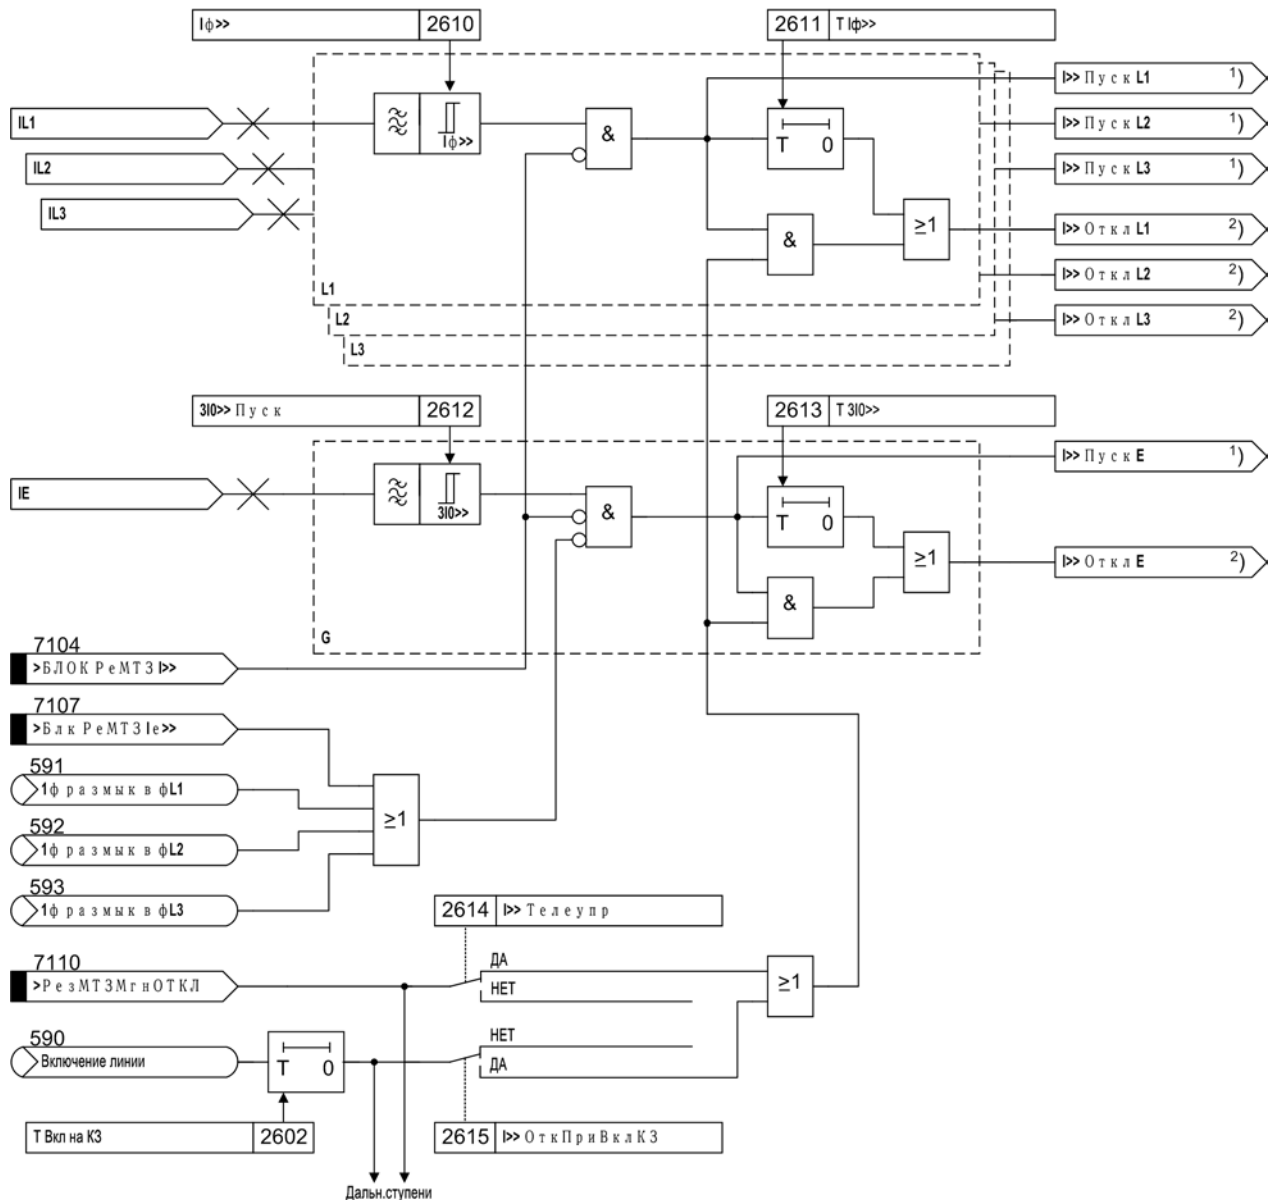 Iф>> 2610
2611 T Iф>>
IL1
IL2
IL3
Iф>>
&
T 0
&
≥1
L1
L2
L3
I>> Пуск L1 1)
I>> Пуск L2 1)
I>> Пуск L3 1)
I>> Откл L1 2)
I>> Откл L2 2)
I>> Откл L3 2)
3I0>> Пуск 2612
2613 T 3I0>>
IE
3I0>>
&
T 0
&
≥1
G
I>> Пуск E 1)
I>> Откл E 2)
7104
>БЛОК РеМТЗ I>>
7107
>Блк РеМТЗ Ie>>
591
1ф размык в фL1
592
1ф размык в фL2
593
1ф размык в фL3
≥1
2614 I>> Телеупр
7110
>РезМТЗМгнОТКЛ
ДА
НЕТ
≥1
590
Включение линии
T 0
НЕТ
ДА
T Вкл на КЗ 2602
2615 I>> ОткПриВклКЗ
Дальн.ступени